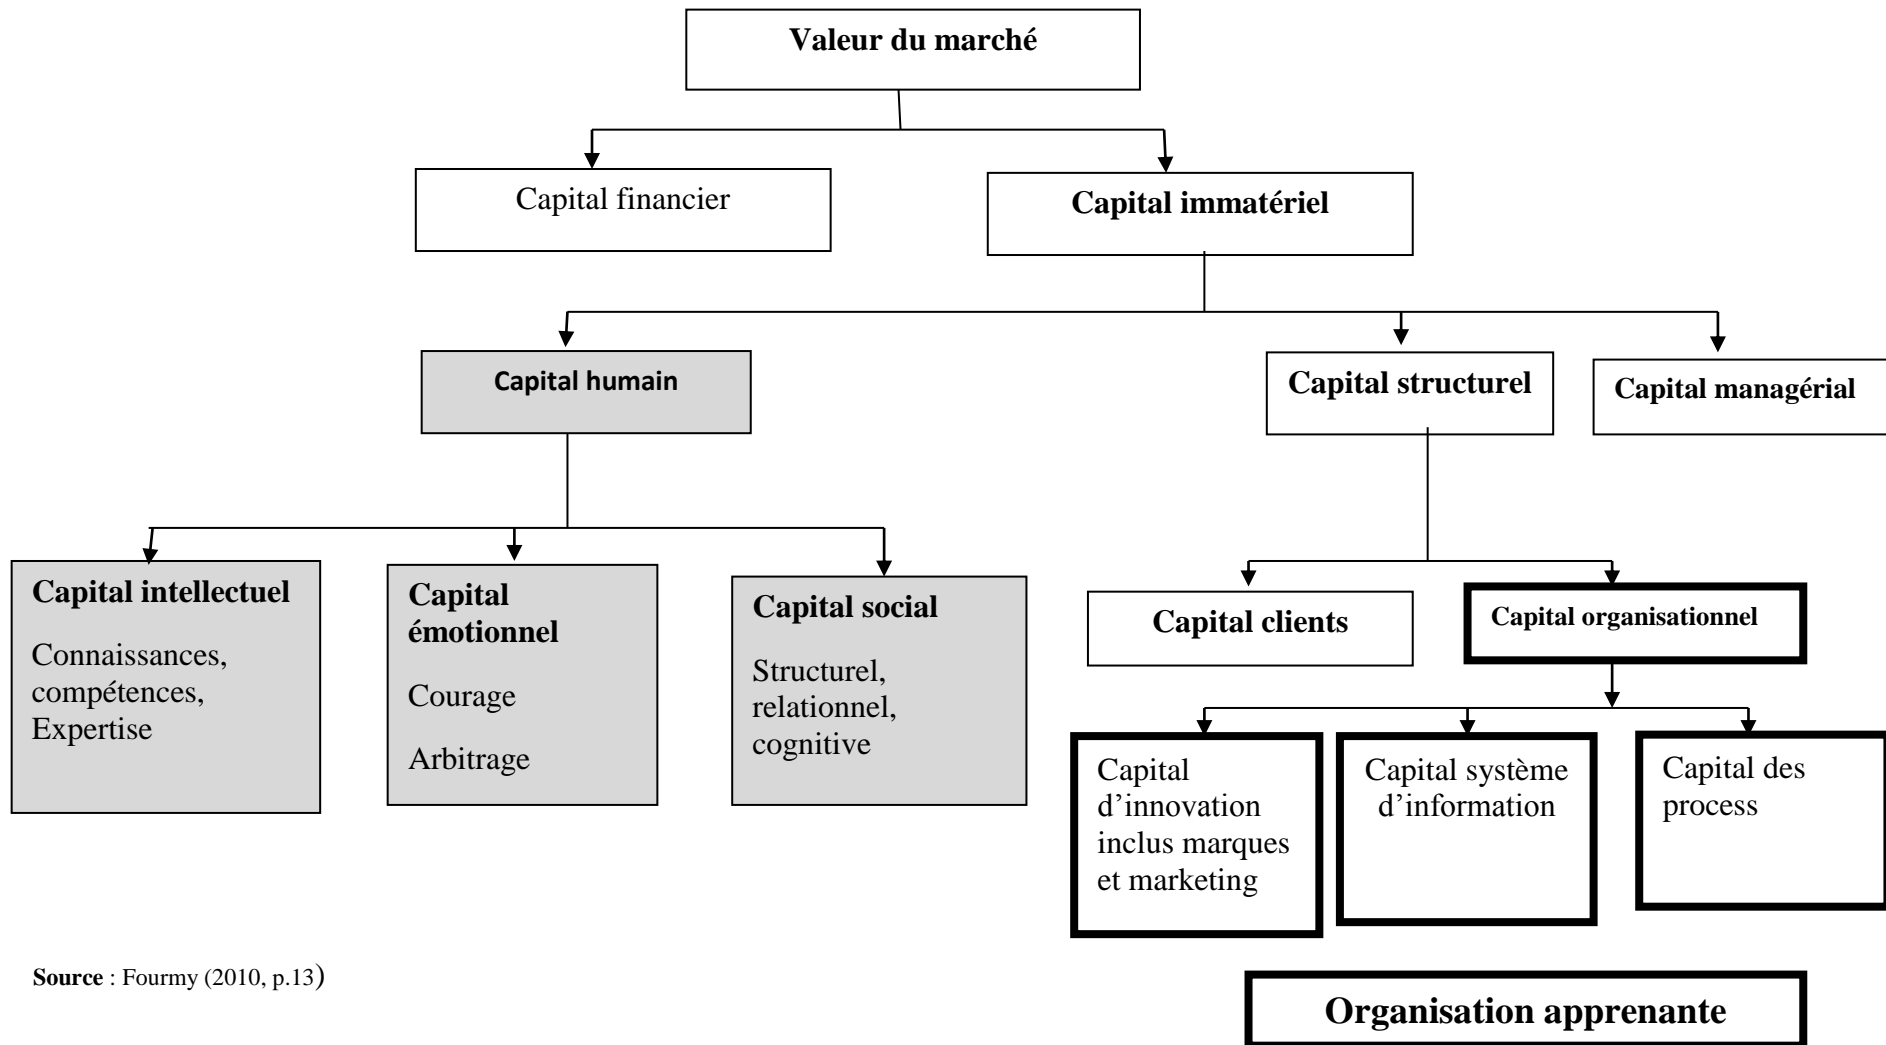 Valeur du marché
Capital financier
Capital immatériel
Capital humain
Capital structurel
Capital managérial
Capital intellectuel
Connaissances,
compétences,
Expertise
Capital
émotionnel
Courage
Arbitrage
Capital social
Structurel,
relationnel,
cognitive
Capital clients
Capital organisationnel
Capital
d’innovation
inclus marques
et marketing
Capital système
d’information
Capital des
process
Source : Fourmy (2010, p.13)
Organisation apprenante